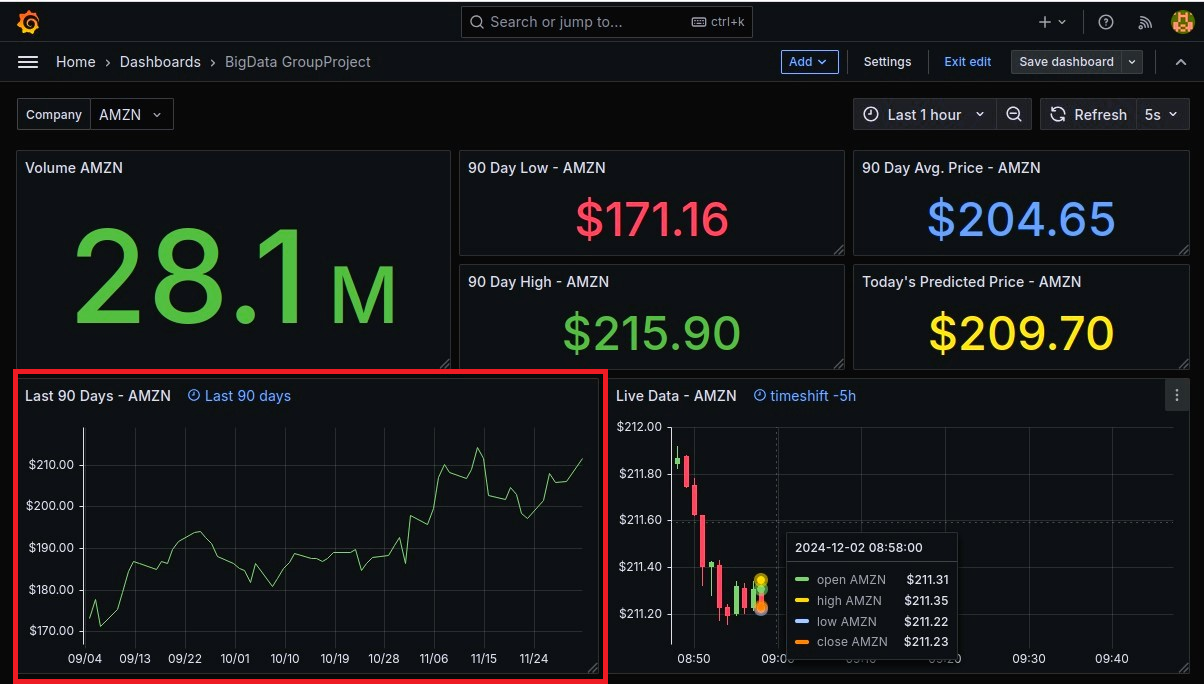 Search or jump to... ctrl+k
Home › Dashboards › BigData GroupProject
Add Settings Exit edit Save dashboard
Company AMZN
Last 1 hour Refresh 5s
Volume AMZN
28.1 M
90 Day Low - AMZN
$171.16
90 Day Avg. Price - AMZN
$204.65
90 Day High - AMZN
$215.90
Today's Predicted Price - AMZN
$209.70
Last 90 Days - AMZN Last 90 days
$210.00
$200.00
$190.00
$180.00
$170.00
09/04 09/13 09/22 10/01 10/10 10/19 10/28 11/06 11/15 11/24
Live Data - AMZN timeshift -5h
$212.00
$211.80
$211.60
$211.40
$211.20
2024-12-02 08:58:00
open AMZN $211.31
high AMZN $211.35
low AMZN $211.22
close AMZN $211.23
08:50 09:00 09:10 09:20 09:30 09:40